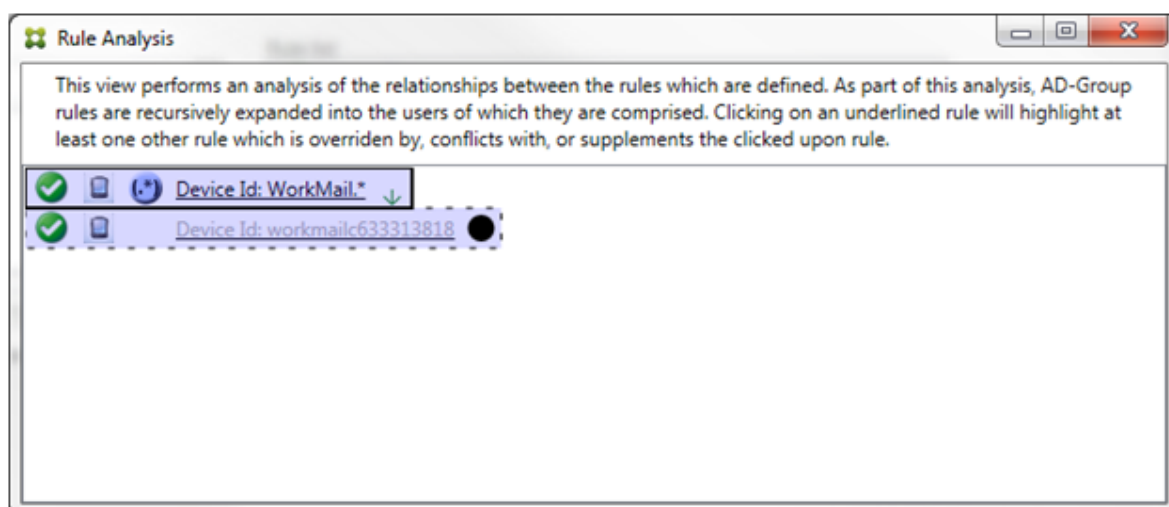 Rule Analysis
This view performs an analysis of the relationships between the rules which are defined. As part of this analysis, AD-Group
rules are recursively expanded into the users of which they are comprised. Clicking on an underlined rule will highlight at
least one other rule which is overriden by, conflicts with, or supplements the clicked upon rule.
(.*) Device Id: WorkMail.*
Device Id: workmailc633313818